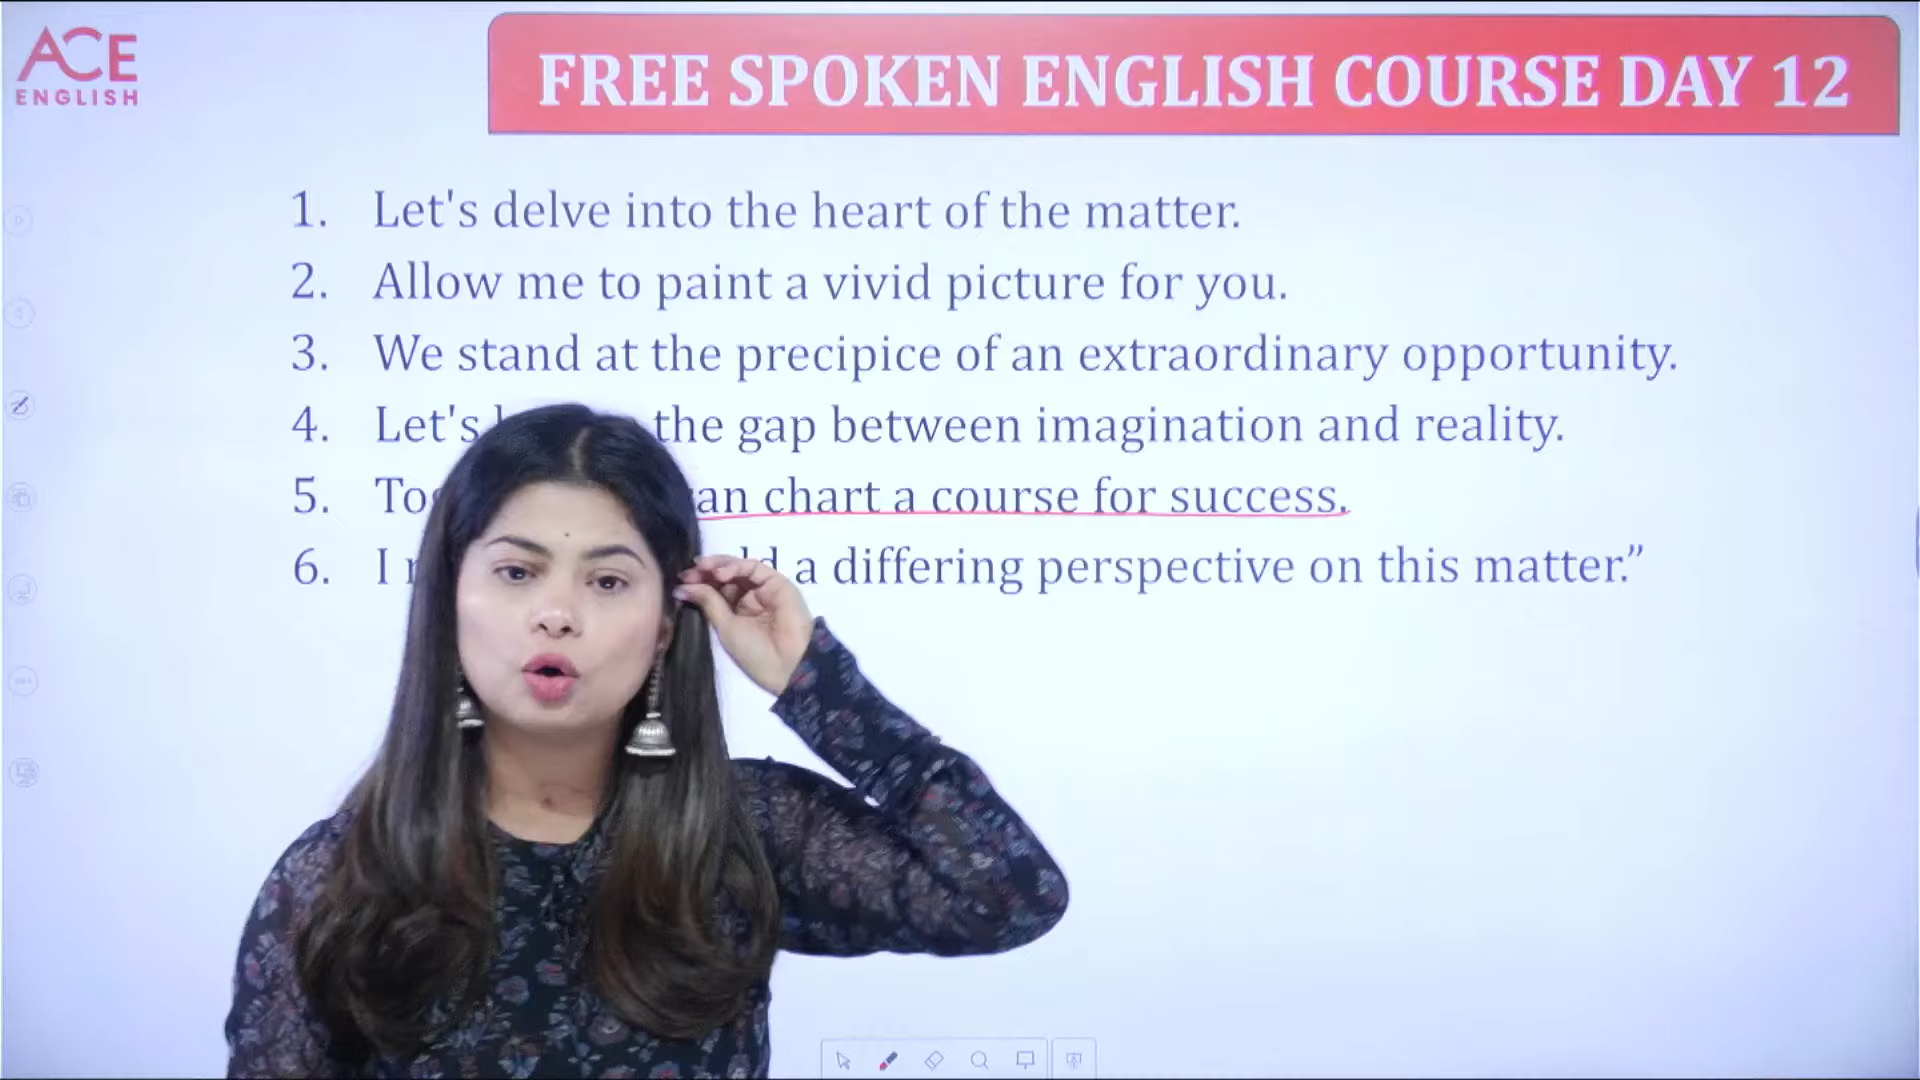 ACE
ENGLISH
FREE SPOKEN ENGLISH COURSE DAY 12
1. Let's delve into the heart of the matter.
2. Allow me to paint a vivid picture for you.
3. We stand at the precipice of an extraordinary opportunity.
4. Let's the gap between imagination and reality.
5. chart a course for success.
6. I a differing perspective on this matter.”